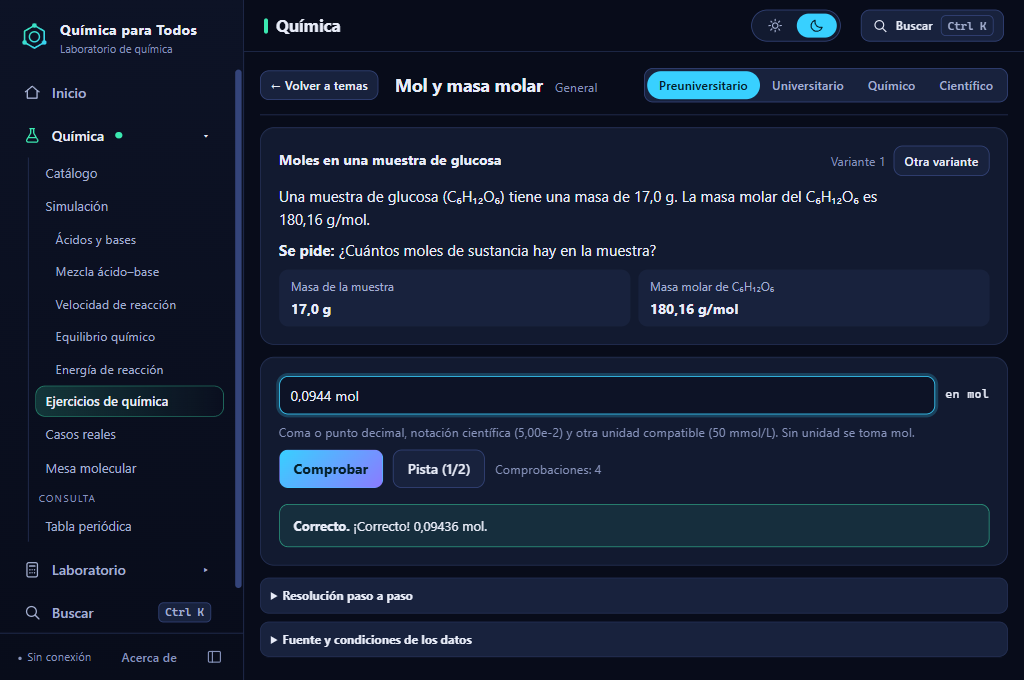 Química para Todos
Laboratorio de química
Inicio
Química
Catálogo
Simulación
Ácidos y bases
Mezcla ácido–base
Velocidad de reacción
Equilibrio químico
Energía de reacción
Ejercicios de química
Casos reales
Mesa molecular
CONSULTA
Tabla periódica
Laboratorio
Buscar Ctrl K
Sin conexión Acerca de
Química
Buscar Ctrl K
← Volver a temas Mol y masa molar General Preuniversitario Universitario Químico Científico
Moles en una muestra de glucosa Variante 1 Otra variante
Una muestra de glucosa (C₆H₁₂O₆) tiene una masa de 17,0 g. La masa molar del C₆H₁₂O₆ es
180,16 g/mol.
Se pide: ¿Cuántos moles de sustancia hay en la muestra?
Masa de la muestra
17,0 g
Masa molar de C₆H₁₂O₆
180,16 g/mol
0,0944 mol en mol
Coma o punto decimal, notación científica (5,00e-2) y otra unidad compatible (50 mmol/L). Sin unidad se toma mol.
Comprobar Pista (1/2) Comprobaciones: 4
Correcto. ¡Correcto! 0,09436 mol.
Resolución paso a paso
Fuente y condiciones de los datos